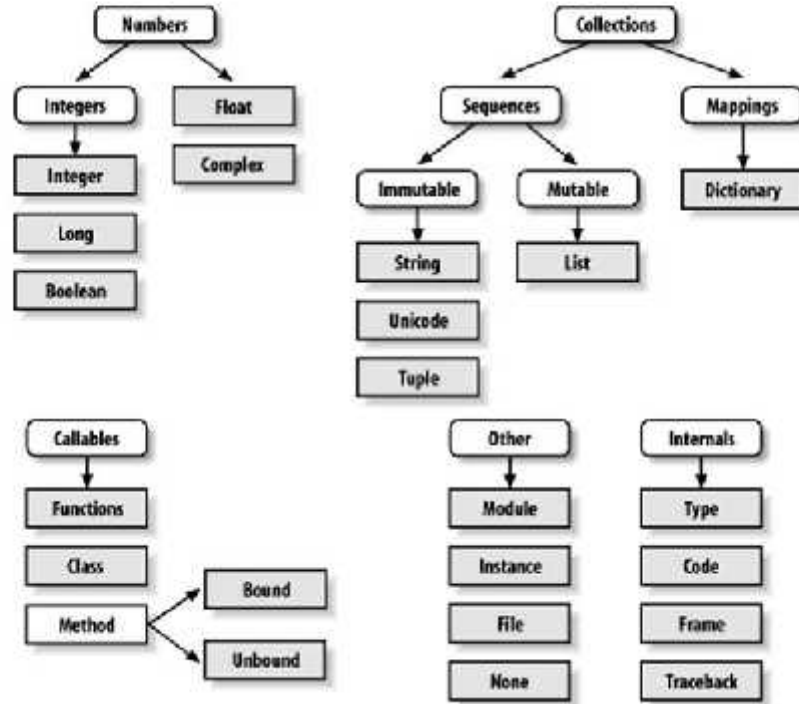 Numbers
Integers
Float
Integer
Complex
Long
Boolean
Collections
Sequences
Mappings
Immutable
Mutable
Dictionary
String
List
Unicode
Tuple
Callables
Functions
Class
Method
Bound
Unbound
Other
Module
Instance
File
None
Internals
Type
Code
Frame
Traceback